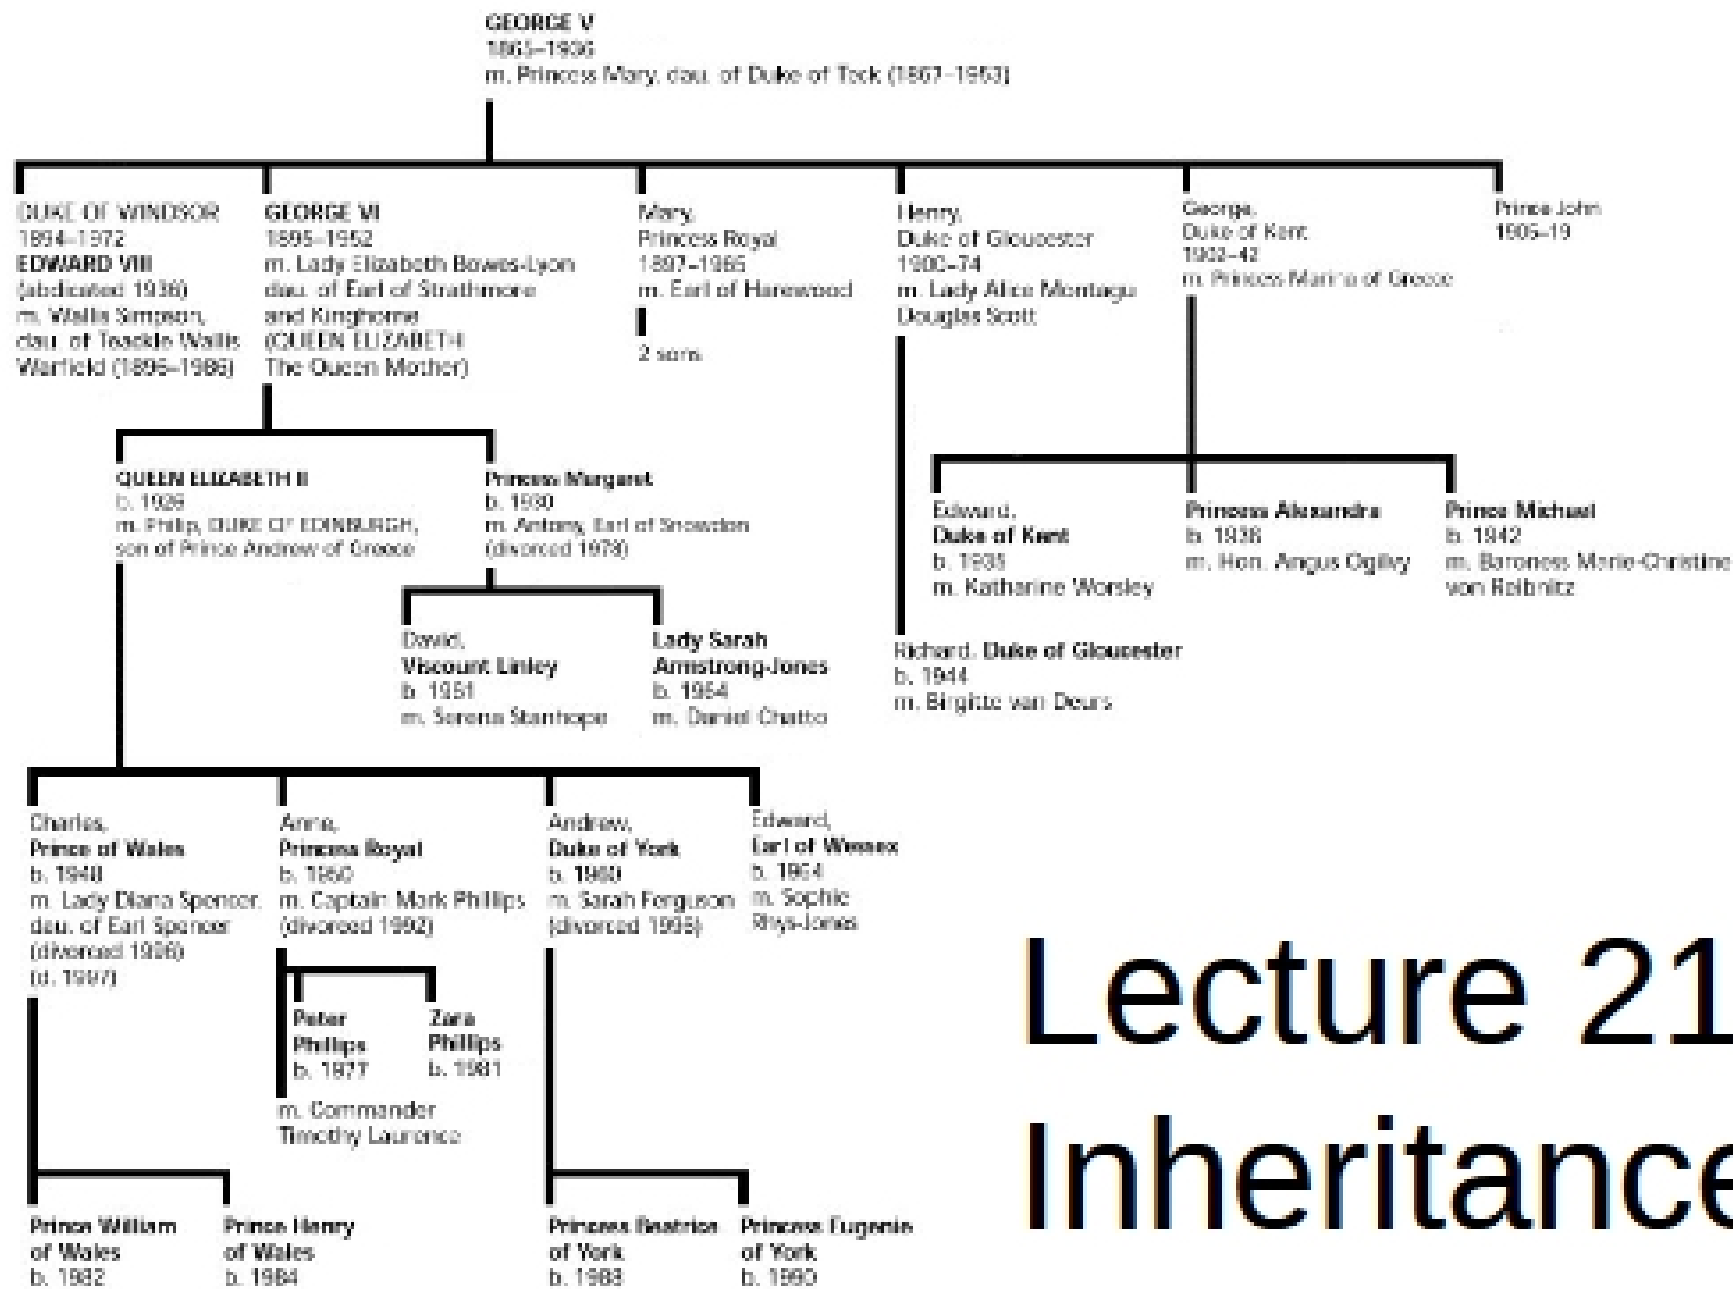 GEORGE V
1865–1936
m. Princess Mary, dau. of Duke of Teck (1867–1953)
DUKE OF WINDSOR
1894–1972
EDWARD VIII
(abdicated 1936)
m. Wallis Simpson,
dau. of Teackle Wallis
Warfield (1896–1986)
GEORGE VI
1895–1952
m. Lady Elizabeth Bowes-Lyon
dau. of Earl of Strathmore
and Kinghorne
(QUEEN ELIZABETH
The Queen Mother)
Mary,
Princess Royal
1897–1965
m. Earl of Harewood
2 sons
Henry,
Duke of Gloucester
1900–74
m. Lady Alice Montagu
Douglas Scott
George,
Duke of Kent
1902–42
m. Princess Marina of Greece
Prince John
1905–19
QUEEN ELIZABETH II
b. 1926
m. Philip, DUKE OF EDINBURGH,
son of Prince Andrew of Greece
Princess Margaret
b. 1930
m. Antony, Earl of Snowdon
(divorced 1978)
Edward,
Duke of Kent
b. 1935
m. Katharine Worsley
Princess Alexandra
b. 1936
m. Hon. Angus Ogilvy
Prince Michael
b. 1942
m. Baroness Marie-Christine
von Reibnitz
David,
Viscount Linley
b. 1961
m. Serena Stanhope
Lady Sarah
Armstrong-Jones
b. 1964
m. Daniel Chatto
Richard, Duke of Gloucester
b. 1944
m. Birgitte van Deurs
Charles,
Prince of Wales
b. 1948
m. Lady Diana Spencer,
dau. of Earl Spencer
(divorced 1996)
(d. 1997)
Anne,
Princess Royal
b. 1950
m. Captain Mark Phillips
(divorced 1992)
Andrew,
Duke of York
b. 1960
m. Sarah Ferguson
(divorced 1996)
Edward,
Earl of Wessex
b. 1964
m. Sophie
Rhys-Jones
Peter
Phillips
b. 1977
Zara
Phillips
b. 1981
m. Commander
Timothy Laurence
Prince William
of Wales
b. 1982
Prince Henry
of Wales
b. 1984
Princess Beatrice
of York
b. 1988
Princess Eugenie
of York
b. 1990
Lecture 21
Inheritance